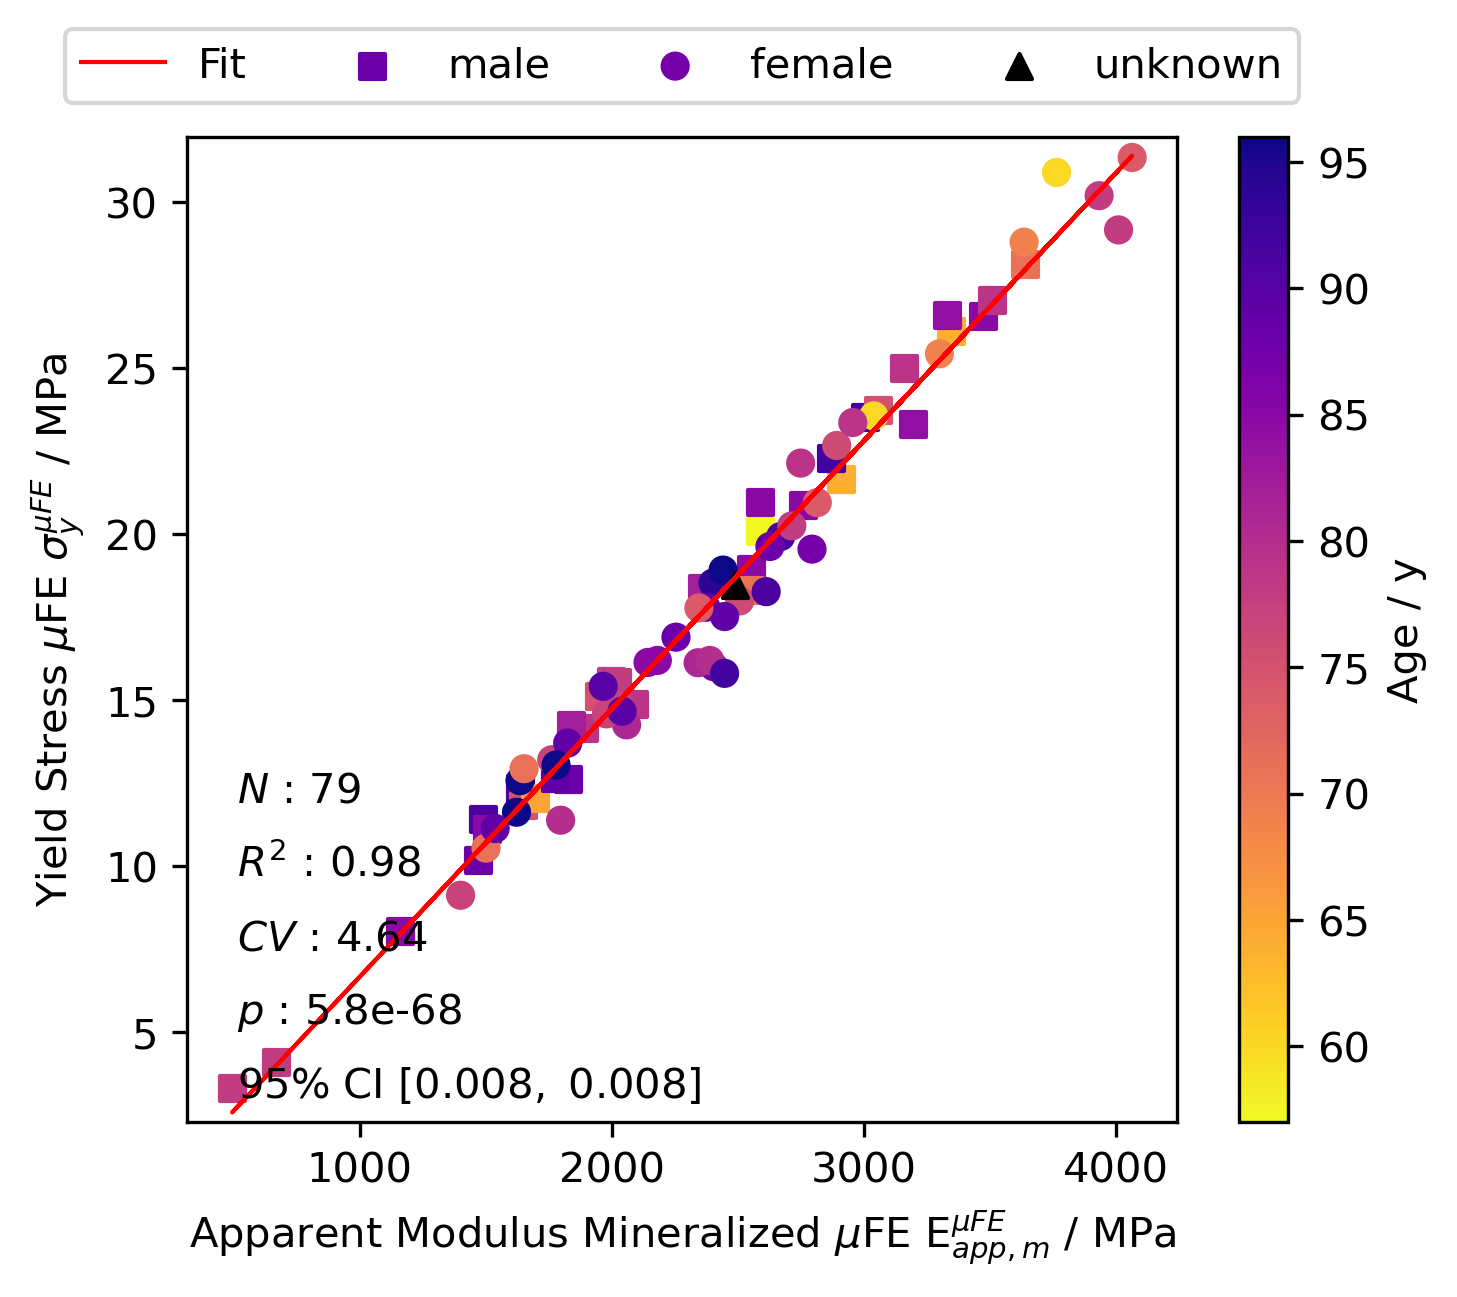 Fit male female unknown
30
25
20
15
10
5
Yield Stress μFE σ_y^{μFE} / MPa
N : 79
R² : 0.98
CV : 4.64
p : 5.8e-68
95% CI [0.008, 0.008]
1000 2000 3000 4000
Apparent Modulus Mineralized μFE E_{app, m}^{μFE} / MPa
95
90
85
80
75
70
65
60
Age / y